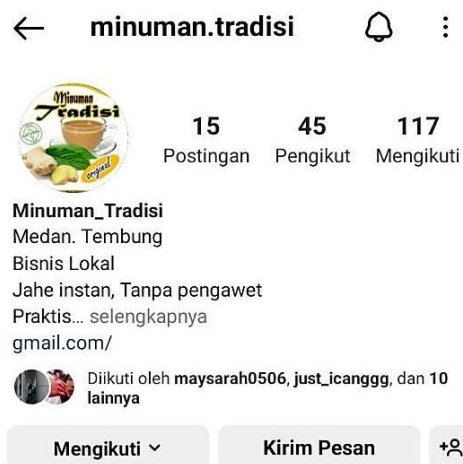 minuman.tradisi
Minuman
Tradisi
original
15 45 117
Postingan Pengikut Mengikuti
Minuman_Tradisi
Medan. Tembung
Bisnis Lokal
Jahe instan, Tanpa pengawet
Praktis... selengkapnya
gmail.com/
Diikuti oleh maysarah0506, just_icanggg, dan 10
lainnya
Mengikuti
Kirim Pesan